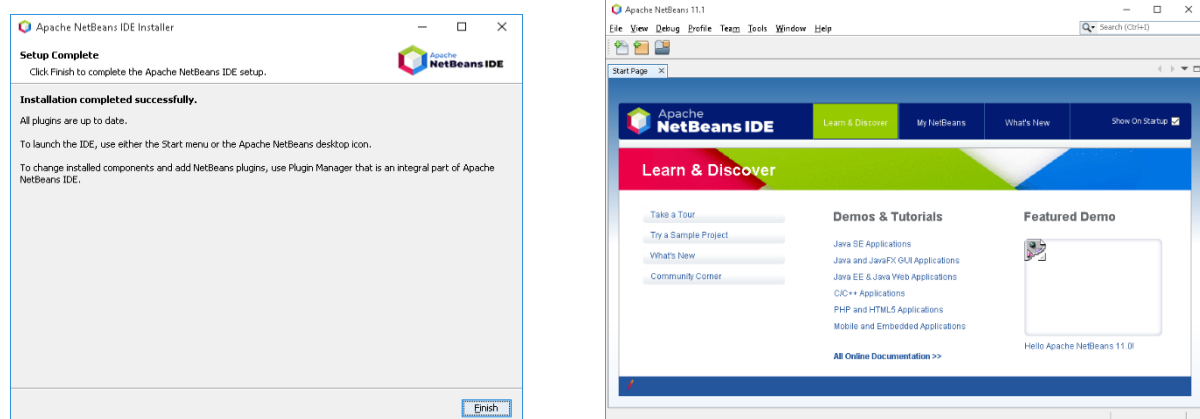 Apache NetBeans IDE Installer
Setup Complete
Click Finish to complete the Apache NetBeans IDE setup.
Apache
NetBeans IDE
Installation completed successfully.
All plugins are up to date.
To launch the IDE, use either the Start menu or the Apache NetBeans desktop icon.
To change installed components and add NetBeans plugins, use Plugin Manager that is an integral part of Apache
NetBeans IDE.
Finish
Apache NetBeans 11.1
File View Debug Profile Team Tools Window Help
Search (Ctrl+I)
Start Page
Apache
NetBeans IDE
Learn & Discover
My NetBeans
What's New
Show On Startup
Learn & Discover
Take a Tour
Try a Sample Project
What's New
Community Corner
Demos & Tutorials
Java SE Applications
Java and JavaFX GUI Applications
Java EE & Java Web Applications
C/C++ Applications
PHP and HTML5 Applications
Mobile and Embedded Applications
All Online Documentation >>
Featured Demo
Hello Apache NetBeans 11.0!